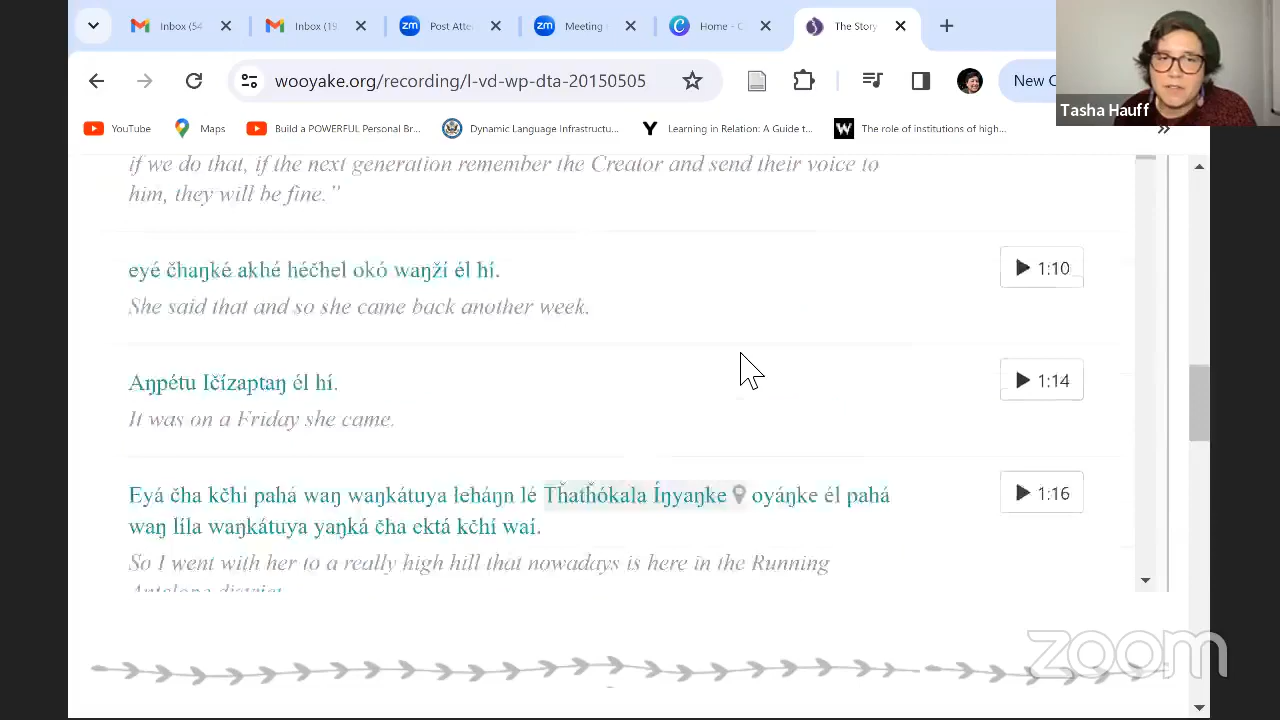 Inbox (54
Inbox (19
Post Atte
Meeting
Home - C
The Story
wooyake.org/recording/l-vd-wp-dta-20150505
New C
YouTube
Maps
Build a POWERFUL Personal Br...
Dynamic Language Infrastructu...
Learning in Relation: A Guide t...
The role of institutions of high...
Tasha Hauff
if we do that, if the next generation remember the Creator and send their voice to
him, they will be fine.”
eyé čhaŋké akhé héčhel okó waŋží él hí.
1:10
She said that and so she came back another week.
Aŋpétu Ičízaptaŋ él hí.
1:14
It was on a Friday she came.
Eyá čha kčhí pahá waŋ waŋkátuya leháŋn lé Tȟatȟókala Íŋyaŋke oyáŋke él pahá
1:16
waŋ líla waŋkátuya yaŋká čha ektá kčhí waí.
So I went with her to a really high hill that nowadays is here in the Running
Antelope district.
zoom